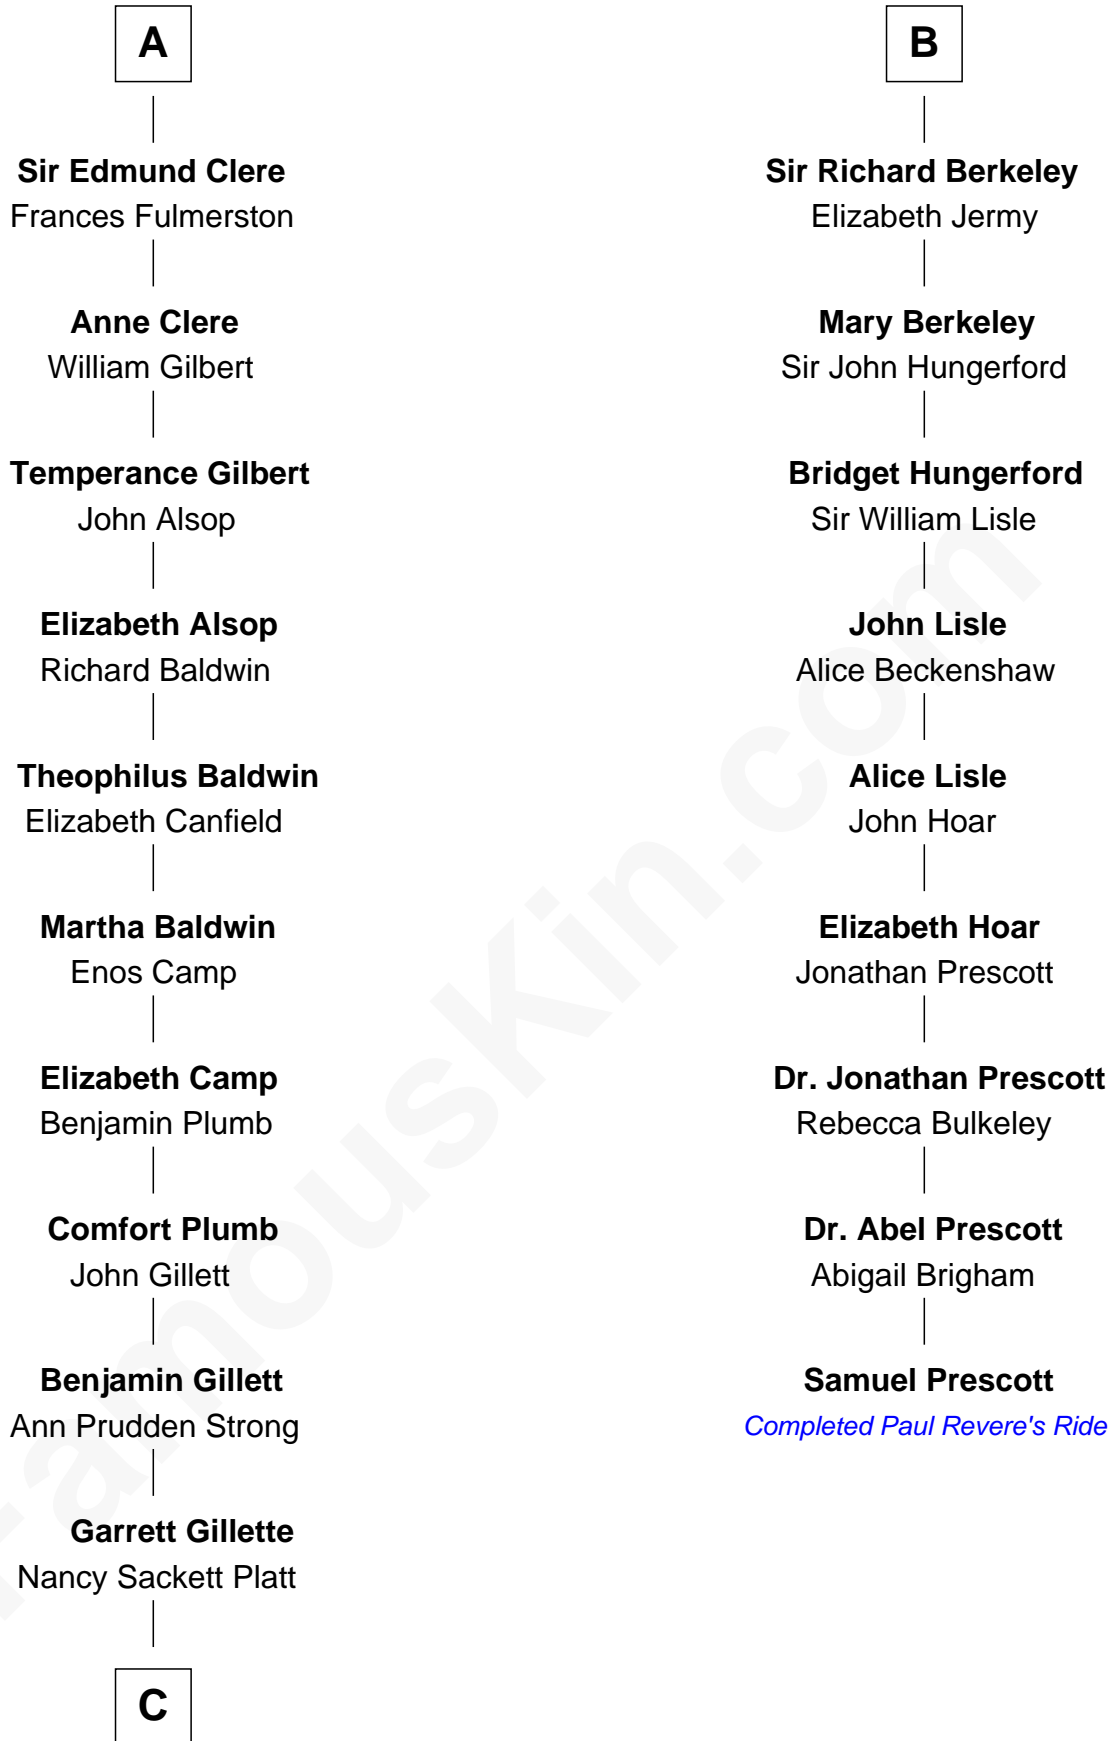 A
Sir Edmund Clere
Frances Fulmerston
Anne Clere
William Gilbert
Temperance Gilbert
John Alsop
Elizabeth Alsop
Richard Baldwin
Theophilus Baldwin
Elizabeth Canfield
Martha Baldwin
Enos Camp
Elizabeth Camp
Benjamin Plumb
Comfort Plumb
John Gillett
Benjamin Gillett
Ann Prudden Strong
Garrett Gillette
Nancy Sackett Platt
C
B
Sir Richard Berkeley
Elizabeth Jermy
Mary Berkeley
Sir John Hungerford
Bridget Hungerford
Sir William Lisle
John Lisle
Alice Beckenshaw
Alice Lisle
John Hoar
Elizabeth Hoar
Jonathan Prescott
Dr. Jonathan Prescott
Rebecca Bulkeley
Dr. Abel Prescott
Abigail Brigham
Samuel Prescott
Completed Paul Revere's Ride
FamousKin.com